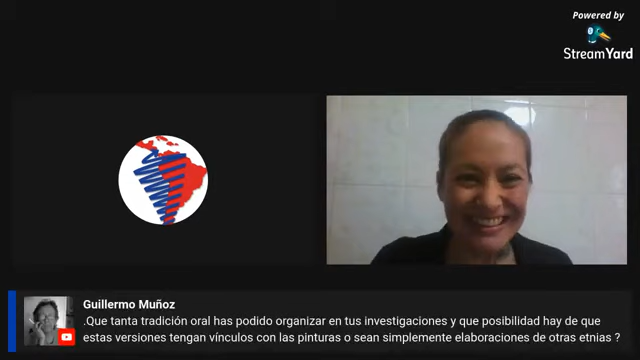 Powered by
StreamYard
Guillermo Muñoz
.Que tanta tradición oral has podido organizar en tus investigaciones y que posibilidad hay de que
estas versiones tengan vínculos con las pinturas o sean simplemente elaboraciones de otras etnias ?